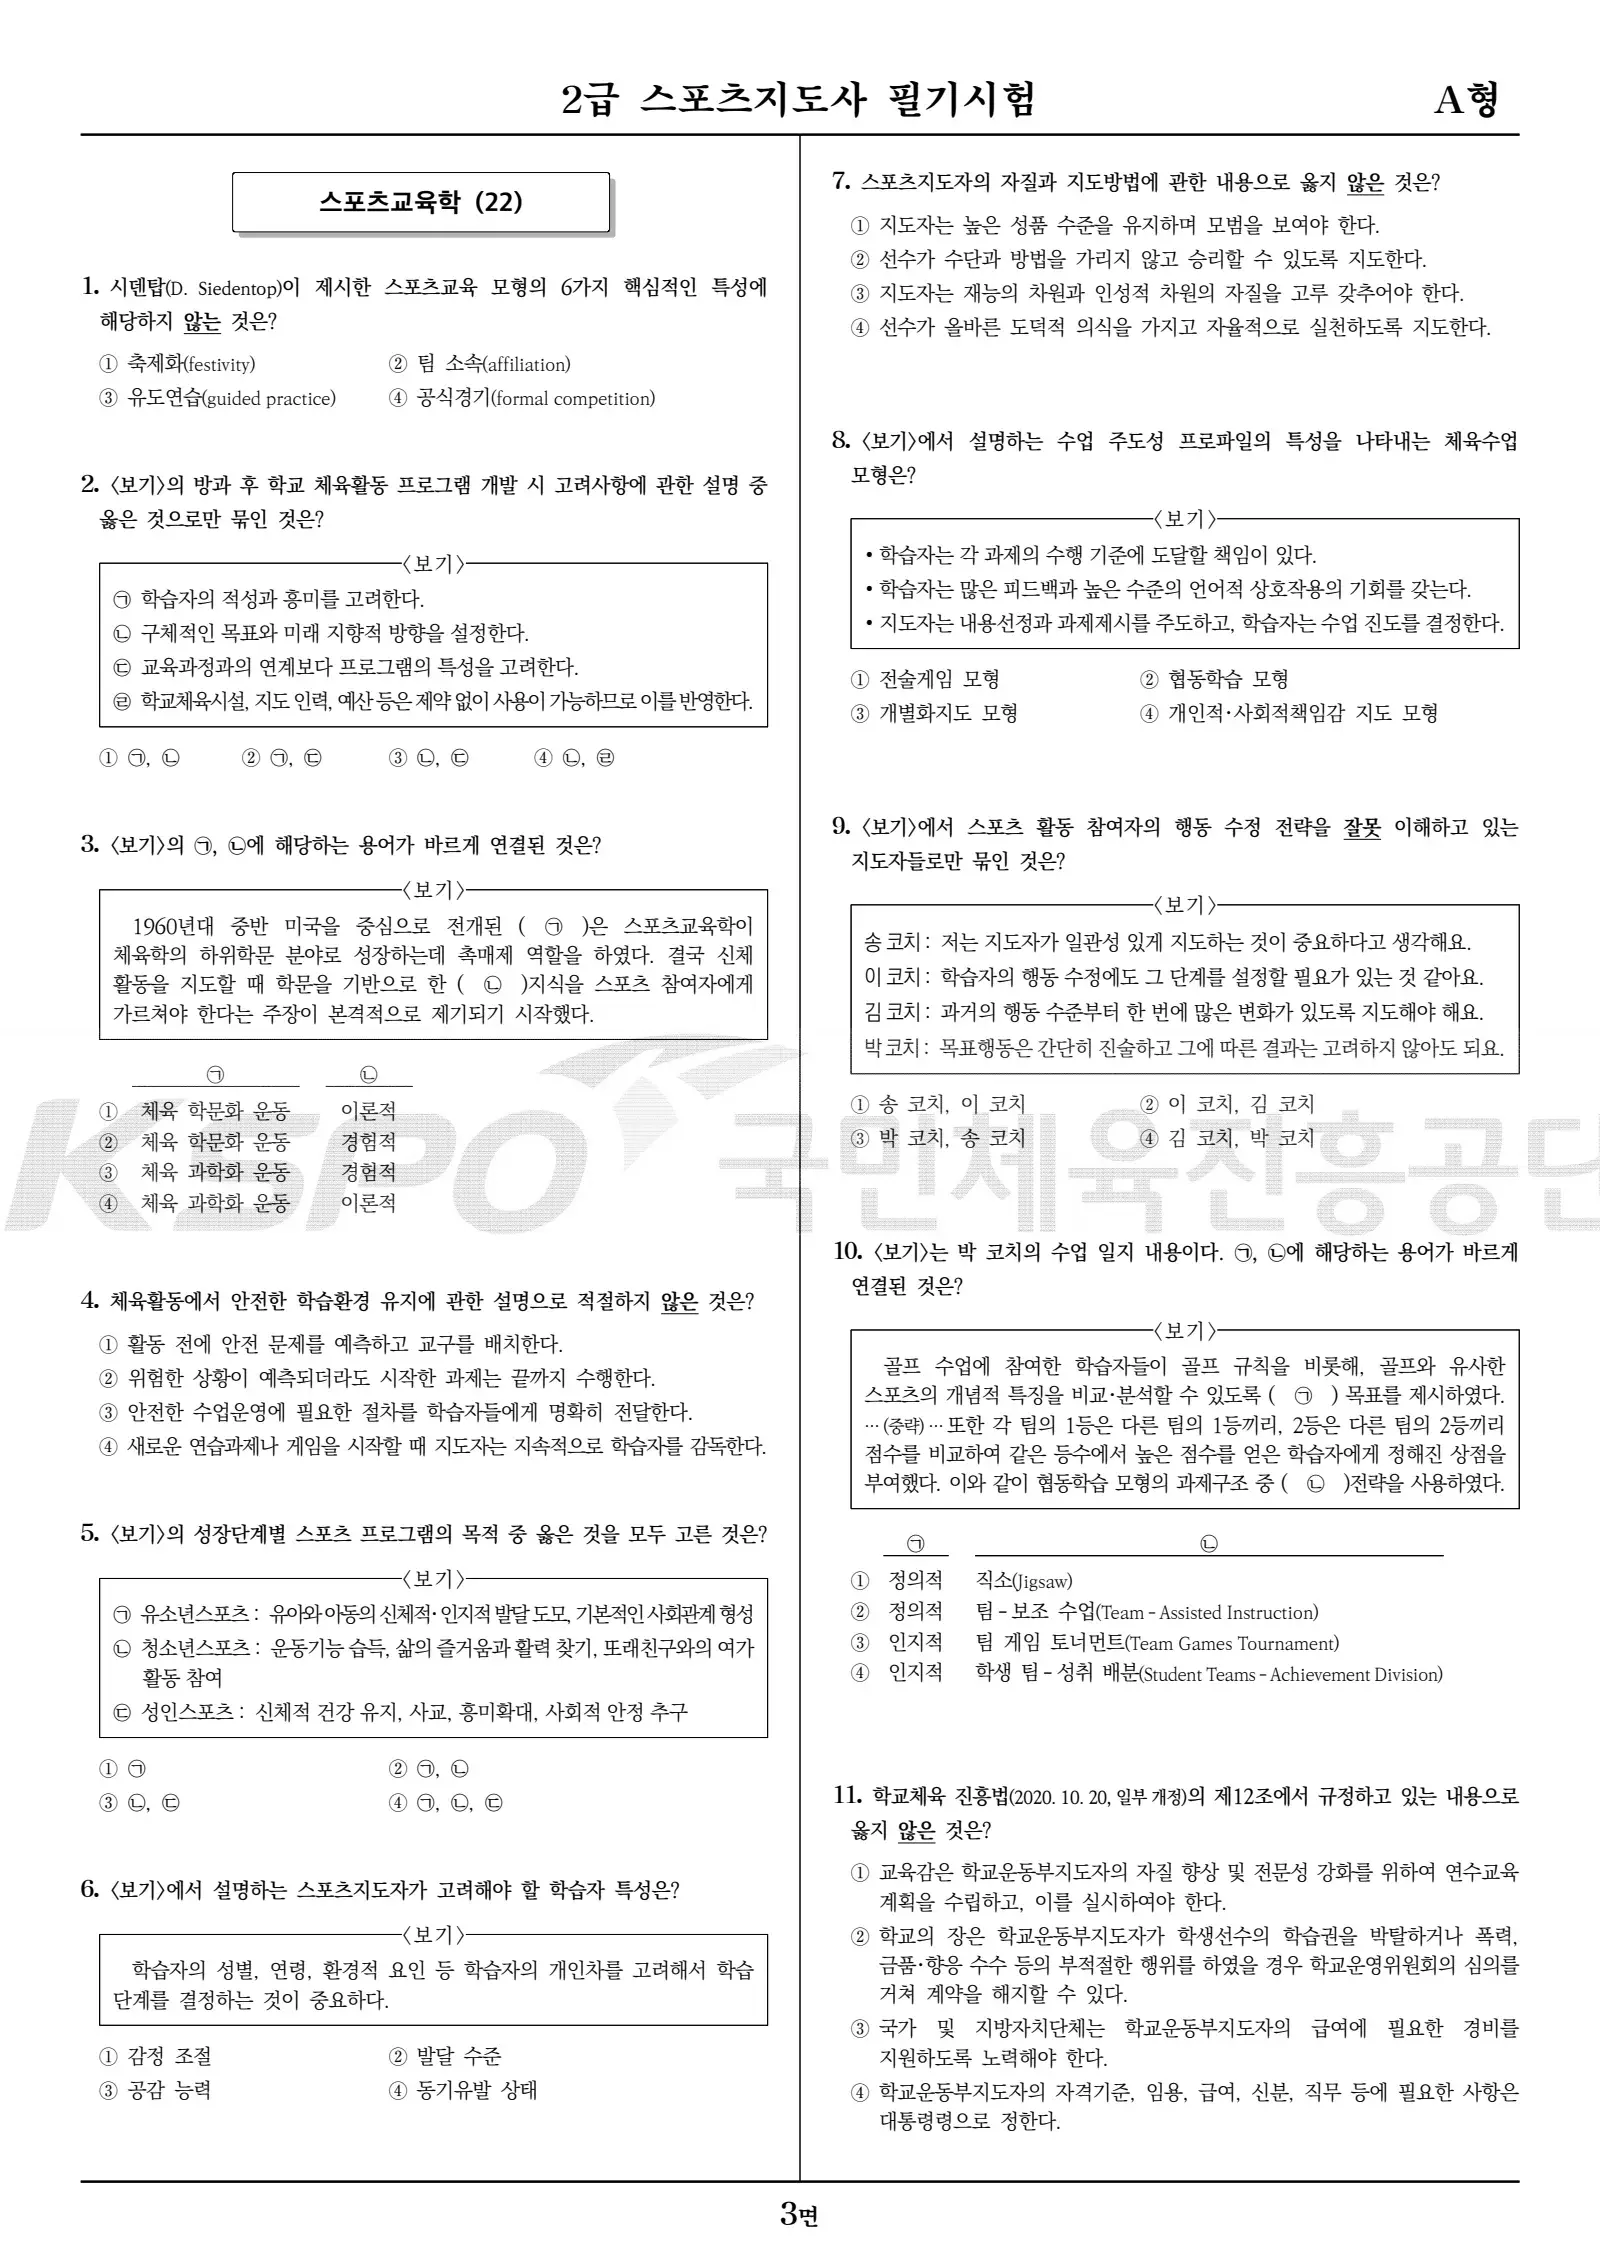 2급 스포츠지도사 필기시험
A형
스포츠교육학 (22)
1. 시덴탑(D. Siedentop)이 제시한 스포츠교육 모형의 6가지 핵심적인 특성에
해당하지 않는 것은?
① 축제화(festivity) ② 팀 소속(affiliation)
③ 유도연습(guided practice) ④ 공식경기(formal competition)
2. <보기>의 방과 후 학교 체육활동 프로그램 개발 시 고려사항에 관한 설명 중
옳은 것으로만 묶인 것은?
<보기>
㉠ 학습자의 적성과 흥미를 고려한다.
㉡ 구체적인 목표와 미래 지향적 방향을 설정한다.
㉢ 교육과정과의 연계보다 프로그램의 특성을 고려한다.
㉣ 학교체육시설, 지도 인력, 예산 등은 제약 없이 사용이 가능하므로 이를 반영한다.
① ㉠, ㉡ ② ㉠, ㉢ ③ ㉡, ㉢ ④ ㉡, ㉣
3. <보기>의 ㉠, ㉡에 해당하는 용어가 바르게 연결된 것은?
<보기>
1960년대 중반 미국을 중심으로 전개된 ( ㉠ )은 스포츠교육학이
체육학의 하위학문 분야로 성장하는데 촉매제 역할을 하였다. 결국 신체
활동을 지도할 때 학문을 기반으로 한 ( ㉡ )지식을 스포츠 참여자에게
가르쳐야 한다는 주장이 본격적으로 제기되기 시작했다.
㉠ ㉡
① 체육 학문화 운동 이론적
② 체육 학문화 운동 경험적
③ 체육 과학화 운동 경험적
④ 체육 과학화 운동 이론적
4. 체육활동에서 안전한 학습환경 유지에 관한 설명으로 적절하지 않은 것은?
① 활동 전에 안전 문제를 예측하고 교구를 배치한다.
② 위험한 상황이 예측되더라도 시작한 과제는 끝까지 수행한다.
③ 안전한 수업운영에 필요한 절차를 학습자들에게 명확히 전달한다.
④ 새로운 연습과제나 게임을 시작할 때 지도자는 지속적으로 학습자를 감독한다.
5. <보기>의 성장단계별 스포츠 프로그램의 목적 중 옳은 것을 모두 고른 것은?
<보기>
㉠ 유소년스포츠 : 유아와 아동의 신체적·인지적 발달 도모, 기본적인 사회관계 형성
㉡ 청소년스포츠 : 운동기능 습득, 삶의 즐거움과 활력 찾기, 또래친구와의 여가
활동 참여
㉢ 성인스포츠 : 신체적 건강 유지, 사교, 흥미확대, 사회적 안정 추구
① ㉠ ② ㉠, ㉡
③ ㉡, ㉢ ④ ㉠, ㉡, ㉢
6. <보기>에서 설명하는 스포츠지도자가 고려해야 할 학습자 특성은?
<보기>
학습자의 성별, 연령, 환경적 요인 등 학습자의 개인차를 고려해서 학습
단계를 결정하는 것이 중요하다.
① 감정 조절 ② 발달 수준
③ 공감 능력 ④ 동기유발 상태
7. 스포츠지도자의 자질과 지도방법에 관한 내용으로 옳지 않은 것은?
① 지도자는 높은 성품 수준을 유지하며 모범을 보여야 한다.
② 선수가 수단과 방법을 가리지 않고 승리할 수 있도록 지도한다.
③ 지도자는 재능의 차원과 인성적 차원의 자질을 고루 갖추어야 한다.
④ 선수가 올바른 도덕적 의식을 가지고 자율적으로 실천하도록 지도한다.
8. <보기>에서 설명하는 수업 주도성 프로파일의 특성을 나타내는 체육수업
모형은?
<보기>
• 학습자는 각 과제의 수행 기준에 도달할 책임이 있다.
• 학습자는 많은 피드백과 높은 수준의 언어적 상호작용의 기회를 갖는다.
• 지도자는 내용선정과 과제제시를 주도하고, 학습자는 수업 진도를 결정한다.
① 전술게임 모형 ② 협동학습 모형
③ 개별화지도 모형 ④ 개인적·사회적책임감 지도 모형
9. <보기>에서 스포츠 활동 참여자의 행동 수정 전략을 잘못 이해하고 있는
지도자들로만 묶인 것은?
<보기>
송 코치 : 저는 지도자가 일관성 있게 지도하는 것이 중요하다고 생각해요.
이 코치 : 학습자의 행동 수정에도 그 단계를 설정할 필요가 있는 것 같아요.
김 코치 : 과거의 행동 수준부터 한 번에 많은 변화가 있도록 지도해야 해요.
박 코치 : 목표행동은 간단히 진술하고 그에 따른 결과는 고려하지 않아도 되요.
① 송 코치, 이 코치 ② 이 코치, 김 코치
③ 박 코치, 송 코치 ④ 김 코치, 박 코치
10. <보기>는 박 코치의 수업 일지 내용이다. ㉠, ㉡에 해당하는 용어가 바르게
연결된 것은?
<보기>
골프 수업에 참여한 학습자들이 골프 규칙을 비롯해, 골프와 유사한
스포츠의 개념적 특징을 비교·분석할 수 있도록 ( ㉠ ) 목표를 제시하였다.
… (중략) … 또한 각 팀의 1등은 다른 팀의 1등끼리, 2등은 다른 팀의 2등끼리
점수를 비교하여 같은 등수에서 높은 점수를 얻은 학습자에게 정해진 상점을
부여했다. 이와 같이 협동학습 모형의 과제구조 중 ( ㉡ )전략을 사용하였다.
㉠ ㉡
① 정의적 직소(Jigsaw)
② 정의적 팀-보조 수업(Team-Assisted Instruction)
③ 인지적 팀 게임 토너먼트(Team Games Tournament)
④ 인지적 학생 팀-성취 배분(Student Teams-Achievement Division)
11. 학교체육 진흥법(2020. 10. 20, 일부 개정)의 제12조에서 규정하고 있는 내용으로
옳지 않은 것은?
① 교육감은 학교운동부지도자의 자질 향상 및 전문성 강화를 위하여 연수교육
계획을 수립하고, 이를 실시하여야 한다.
② 학교의 장은 학교운동부지도자가 학생선수의 학습권을 박탈하거나 폭력,
금품·향응 수수 등의 부적절한 행위를 하였을 경우 학교운영위원회의 심의를
거쳐 계약을 해지할 수 있다.
③ 국가 및 지방자치단체는 학교운동부지도자의 급여에 필요한 경비를
지원하도록 노력해야 한다.
④ 학교운동부지도자의 자격기준, 임용, 급여, 신분, 직무 등에 필요한 사항은
대통령령으로 정한다.
KSPO 국민체육진흥공단
3면